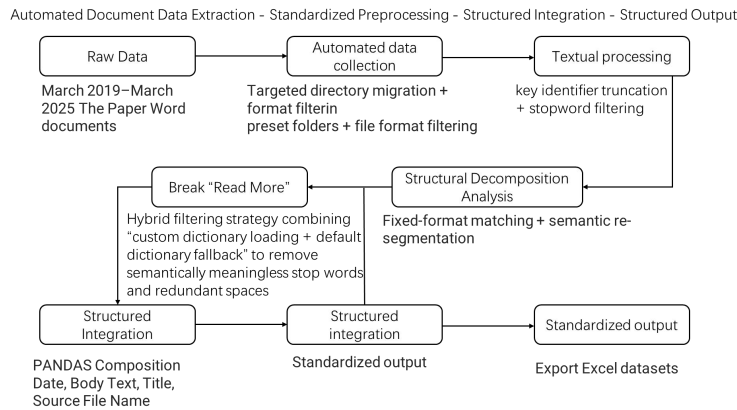 Automated Document Data Extraction - Standardized Preprocessing - Structured Integration - Structured Output
Raw Data
Automated data
collection
Textual processing
March 2019–March
2025 The Paper Word
documents
Targeted directory migration +
format filterin
preset folders + file format filtering
key identifier truncation
+ stopword filtering
Break “Read More”
Structural Decomposition
Analysis
Hybrid filtering strategy combining
“custom dictionary loading + default
dictionary fallback” to remove
semantically meaningless stop words
and redundant spaces
Fixed-format matching + semantic re-
segmentation
Structured
Integration
Structured
integration
Standardized output
PANDAS Composition
Date, Body Text, Title,
Source File Name
Standardized output
Export Excel datasets